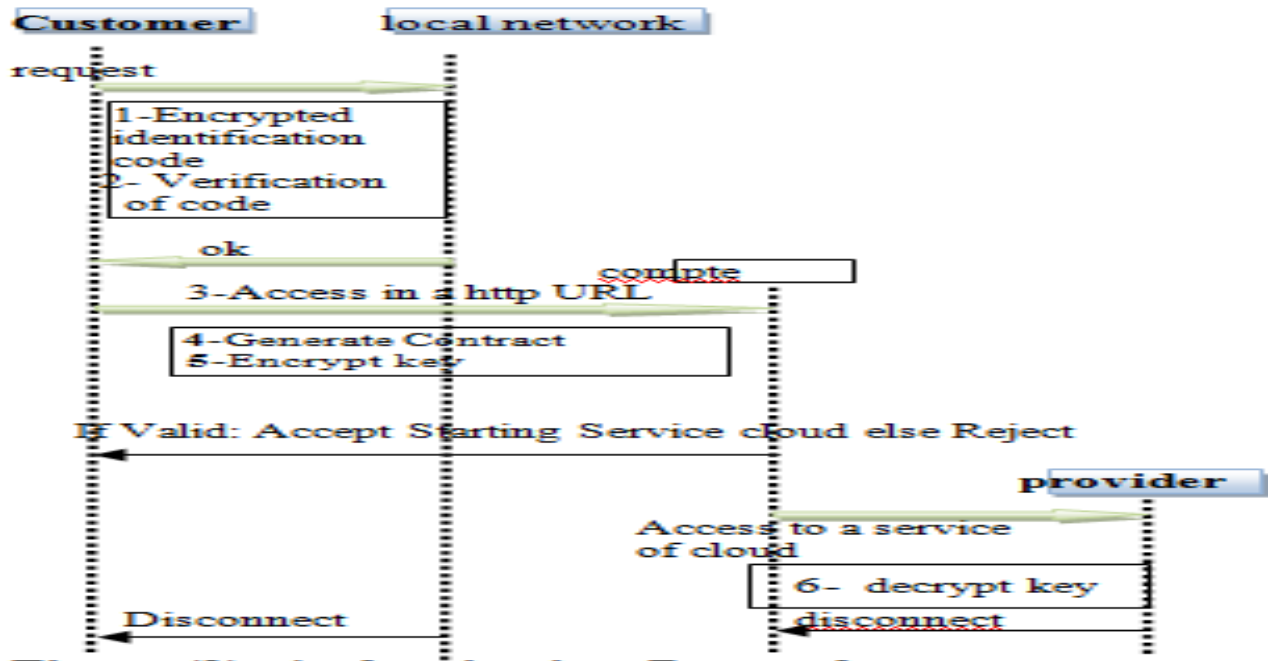 Customer
local network
request
1-Encrypted
identification
code
2- Verification
of code
ok
compte
3-Access in a http URL
4-Generate Contract
5-Encrypt key
If Valid: Accept Starting Service cloud else Reject
provider
Access to a service
of cloud
6- decrypt key
Disconnect
disconnect